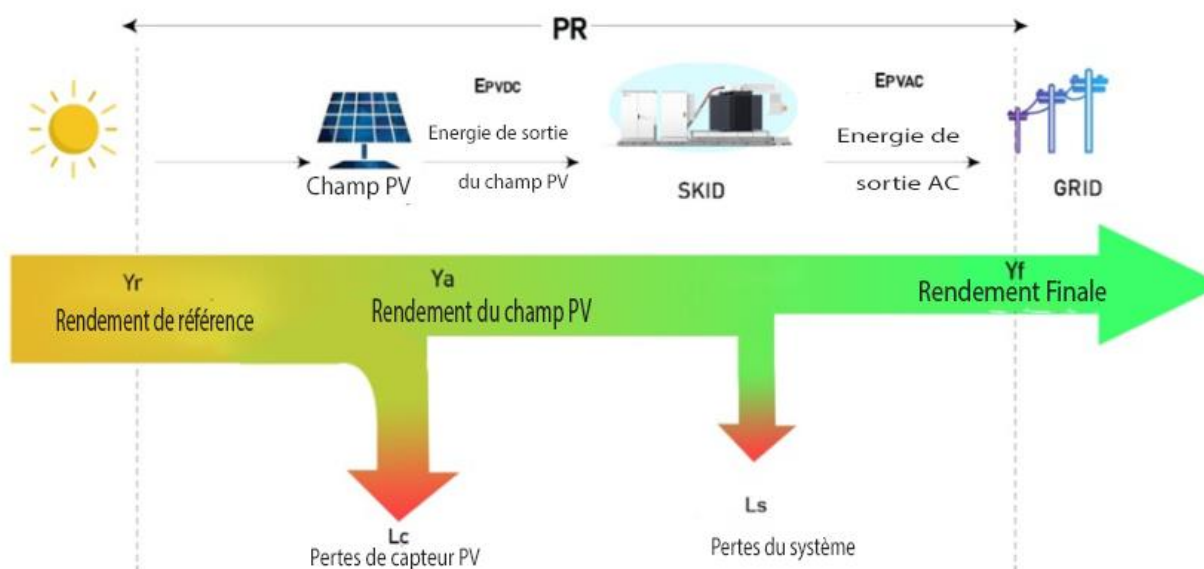 PR
EPVDC
Energie de sortie
du champ PV
Champ PV
SKID
EPVAC
Energie de
sortie AC
GRID
Yr
Rendement de référence
Ya
Rendement du champ PV
Yf
Rendement Finale
Lc
Pertes de capteur PV
Ls
Pertes du système